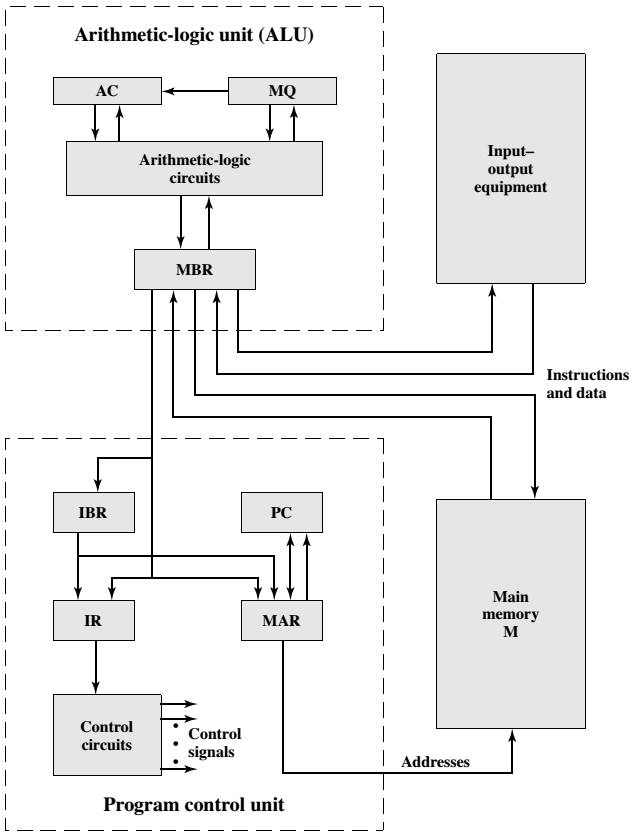 Arithmetic-logic unit (ALU)
AC
MQ
Arithmetic-logic
circuits
MBR
Input–
output
equipment
Instructions
and data
IBR
PC
IR
MAR
Main
memory
M
Control
circuits
Control
signals
Addresses
Program control unit